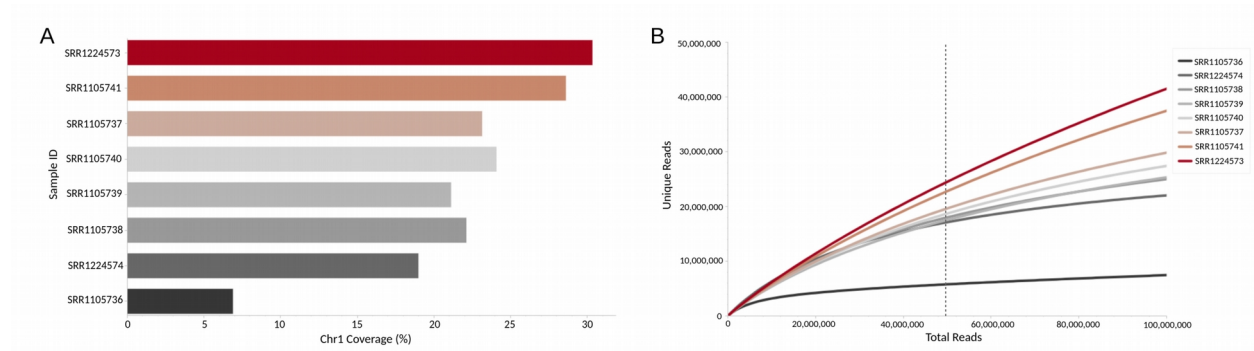 A
SRR1224573
SRR1105741
SRR1105737
SRR1105740
SRR1105739
SRR1105738
SRR1224574
SRR1105736
Sample ID
0 5 10 15 20 25 30
Chr1 Coverage (%)
B
50,000,000
40,000,000
30,000,000
20,000,000
10,000,000
0
Unique Reads
0 20,000,000 40,000,000 60,000,000 80,000,000 100,000,000
Total Reads
SRR1105736
SRR1224574
SRR1105738
SRR1105739
SRR1105740
SRR1105737
SRR1105741
SRR1224573